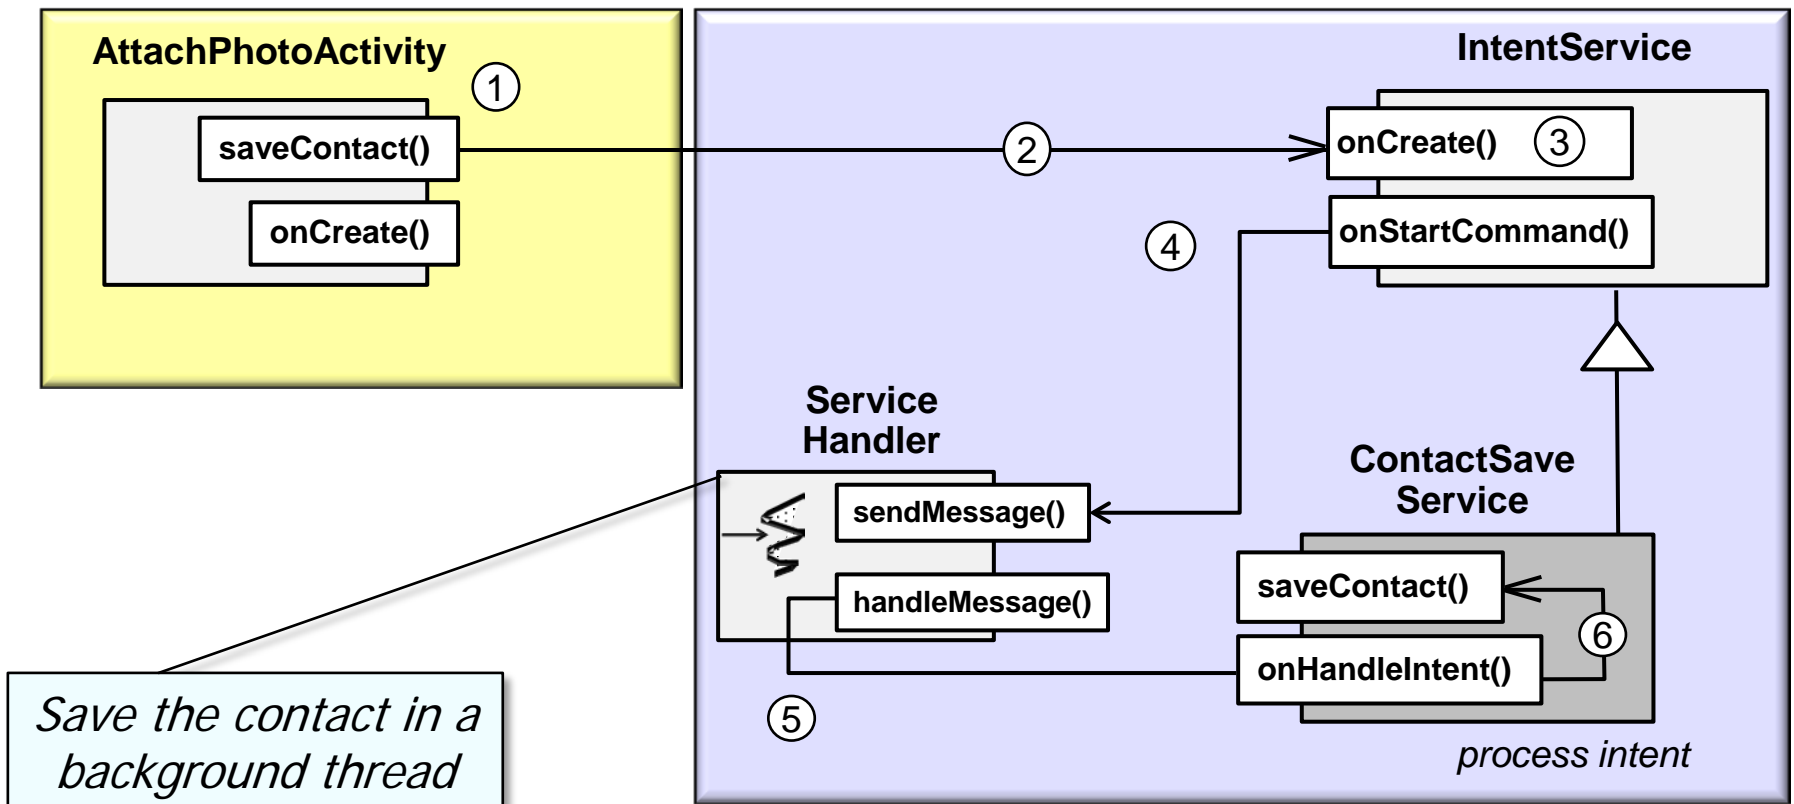 AttachPhotoActivity
1
saveContact()
onCreate()
IntentService
2
onCreate()
3
onStartCommand()
4
Service
Handler
sendMessage()
handleMessage()
5
ContactSave
Service
saveContact()
onHandleIntent()
6
process intent
Save the contact in a
background thread